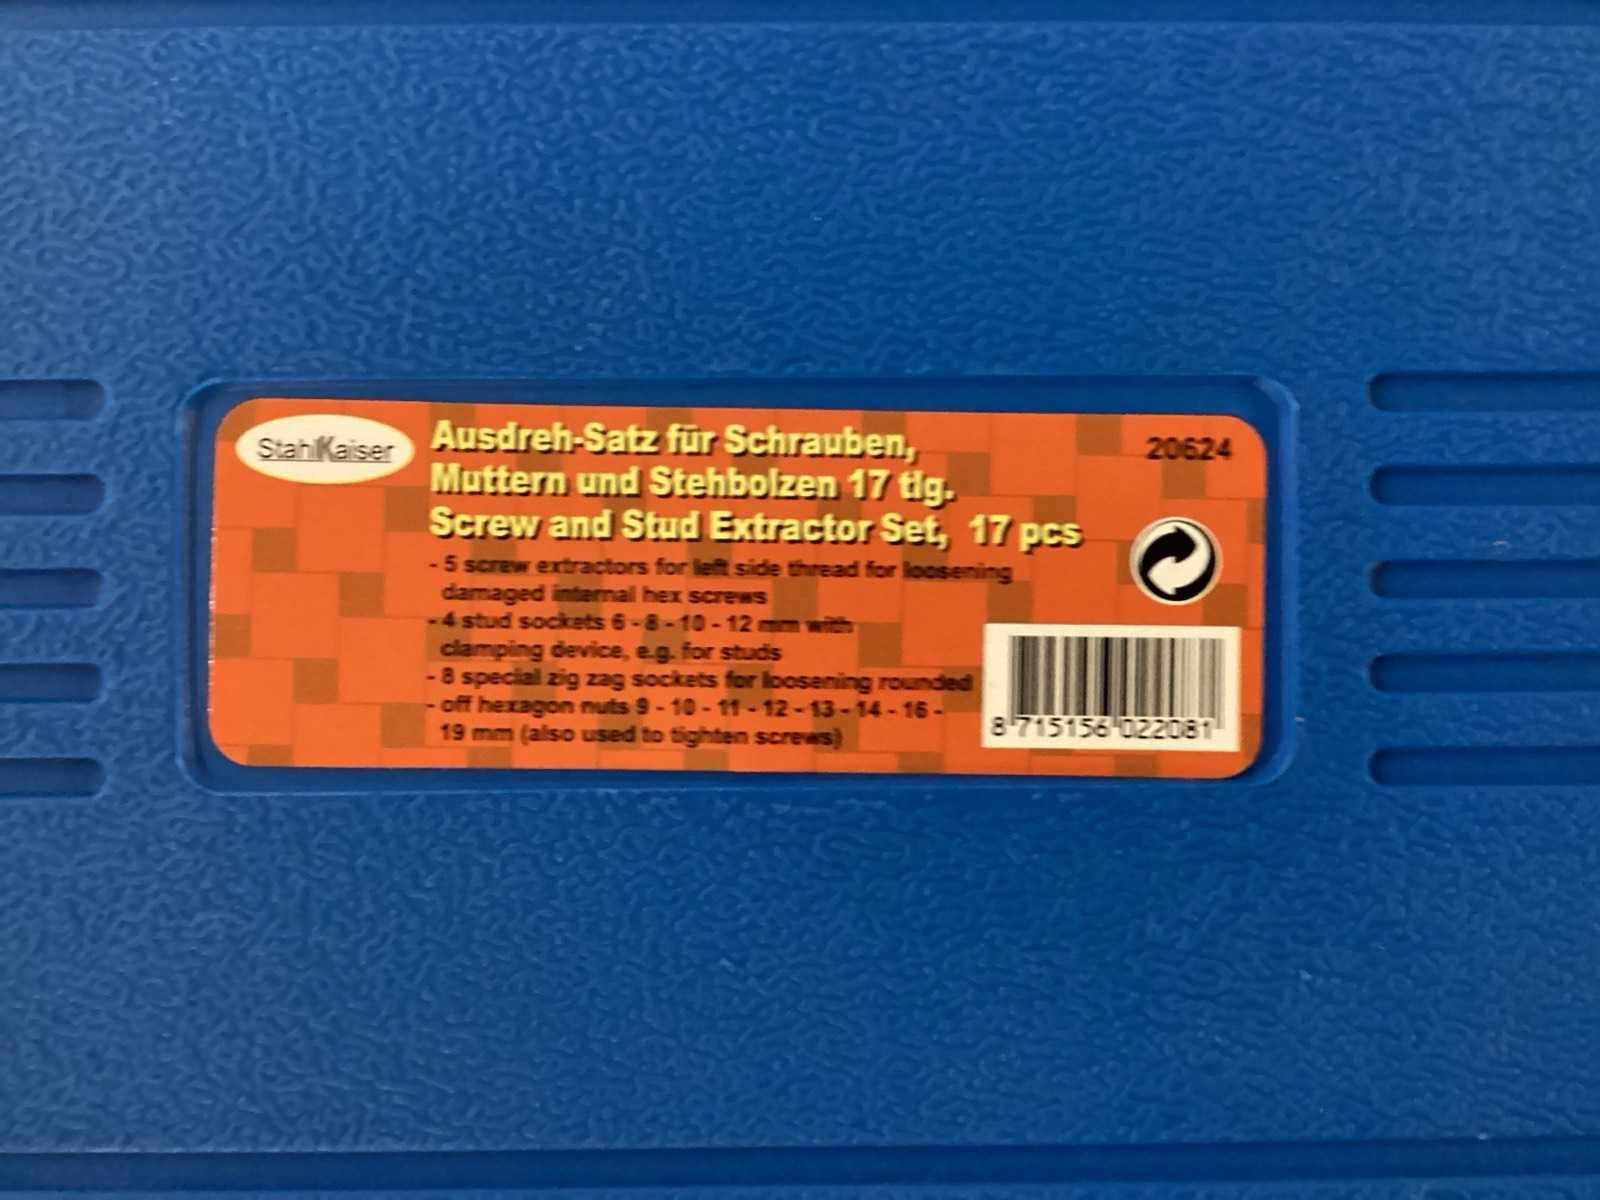 StahlKaiser
Ausdreh-Satz für Schrauben,
Muttern und Stehbolzen 17 tlg.
Screw and Stud Extractor Set, 17 pcs
20624
- 5 screw extractors for left side thread for loosening
damaged internal hex screws
- 4 stud sockets 6 - 8 - 10 - 12 mm with
clamping device, e.g. for studs
- 8 special zig zag sockets for loosening rounded
- off hexagon nuts 9 - 10 - 11 - 12 - 13 - 14 - 16 -
19 mm (also used to tighten screws)
8 715156 022081